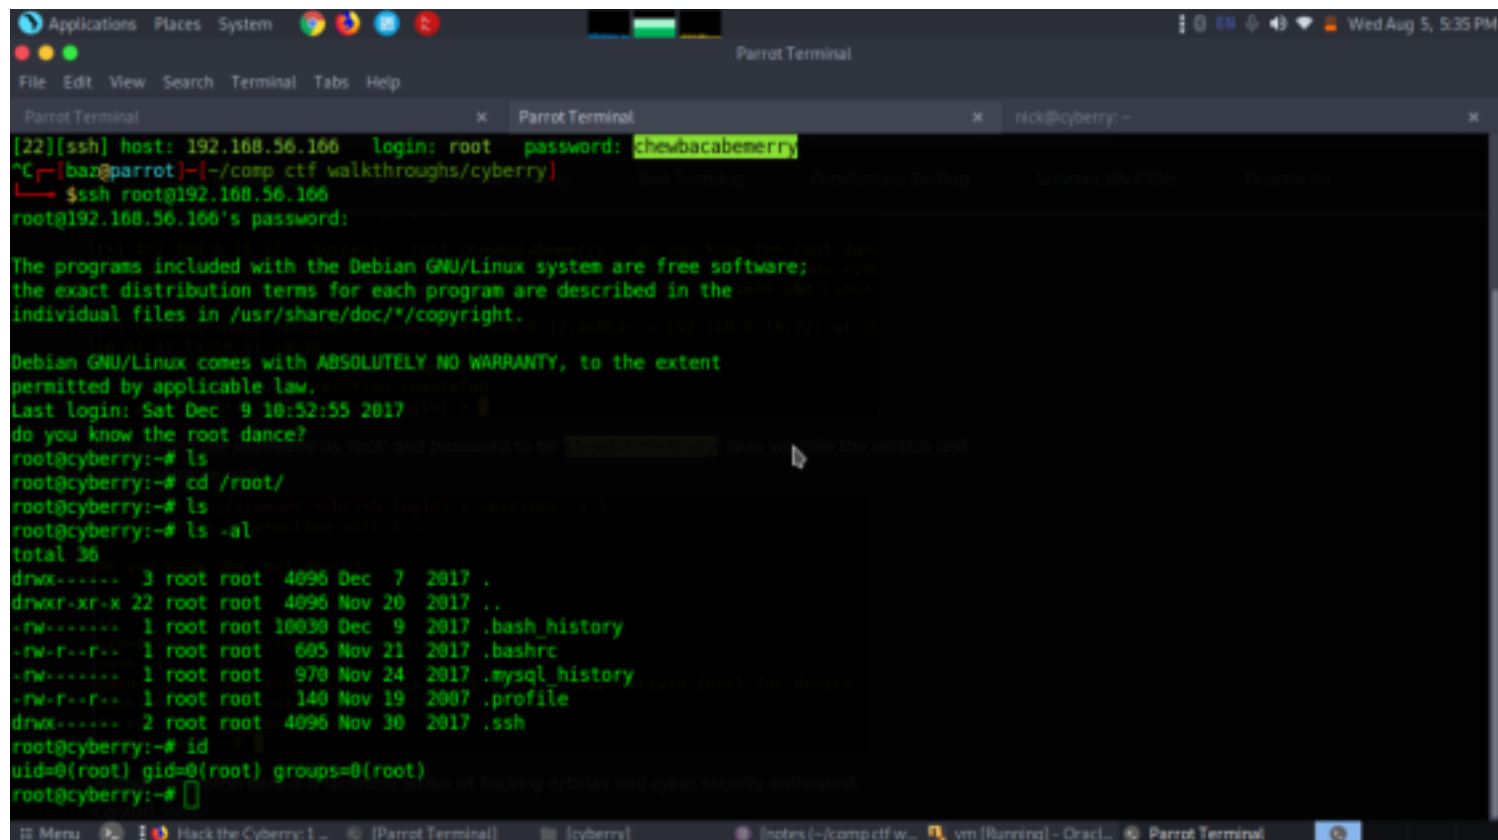 Applications Places System EN Wed Aug 5, 5:35 PM
Parrot Terminal
File Edit View Search Terminal Tabs Help
Parrot Terminal × Parrot Terminal × nick@cyberry: ~ ×
[22][ssh] host: 192.168.56.166 login: root password: chewbacabemerry
^C┌─[baz@parrot]─[~/comp ctf walkthroughs/cyberry]
└──╼ $ssh root@192.168.56.166
root@192.168.56.166's password:
The programs included with the Debian GNU/Linux system are free software;
the exact distribution terms for each program are described in the
individual files in /usr/share/doc/*/copyright.
Debian GNU/Linux comes with ABSOLUTELY NO WARRANTY, to the extent
permitted by applicable law.
Last login: Sat Dec 9 10:52:55 2017
do you know the root dance?
root@cyberry:~# ls
root@cyberry:~# cd /root/
root@cyberry:~# ls
root@cyberry:~# ls -al
total 36
drwx------ 3 root root 4096 Dec 7 2017 .
drwxr-xr-x 22 root root 4096 Nov 20 2017 ..
-rw------- 1 root root 10030 Dec 9 2017 .bash_history
-rw-r--r-- 1 root root 605 Nov 21 2017 .bashrc
-rw------- 1 root root 970 Nov 24 2017 .mysql_history
-rw-r--r-- 1 root root 140 Nov 19 2007 .profile
drwx------ 2 root root 4096 Nov 30 2017 .ssh
root@cyberry:~# id
uid=0(root) gid=0(root) groups=0(root)
root@cyberry:~#
Menu Hack the Cyberry: 1 ... [Parrot Terminal] [cyberry] [notes (~/comp ctf w... vm [Running] - Oracl... Parrot Terminal